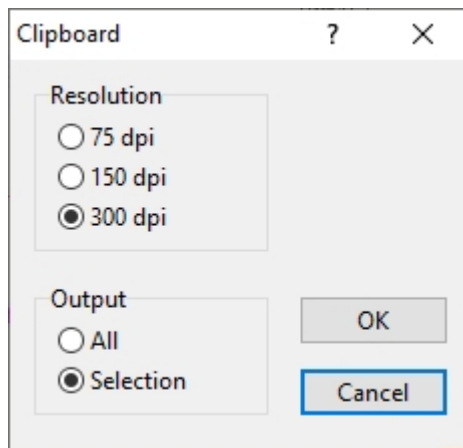 Clipboard ?
Resolution
75 dpi
150 dpi
300 dpi
Output
All
OK
Selection
Cancel